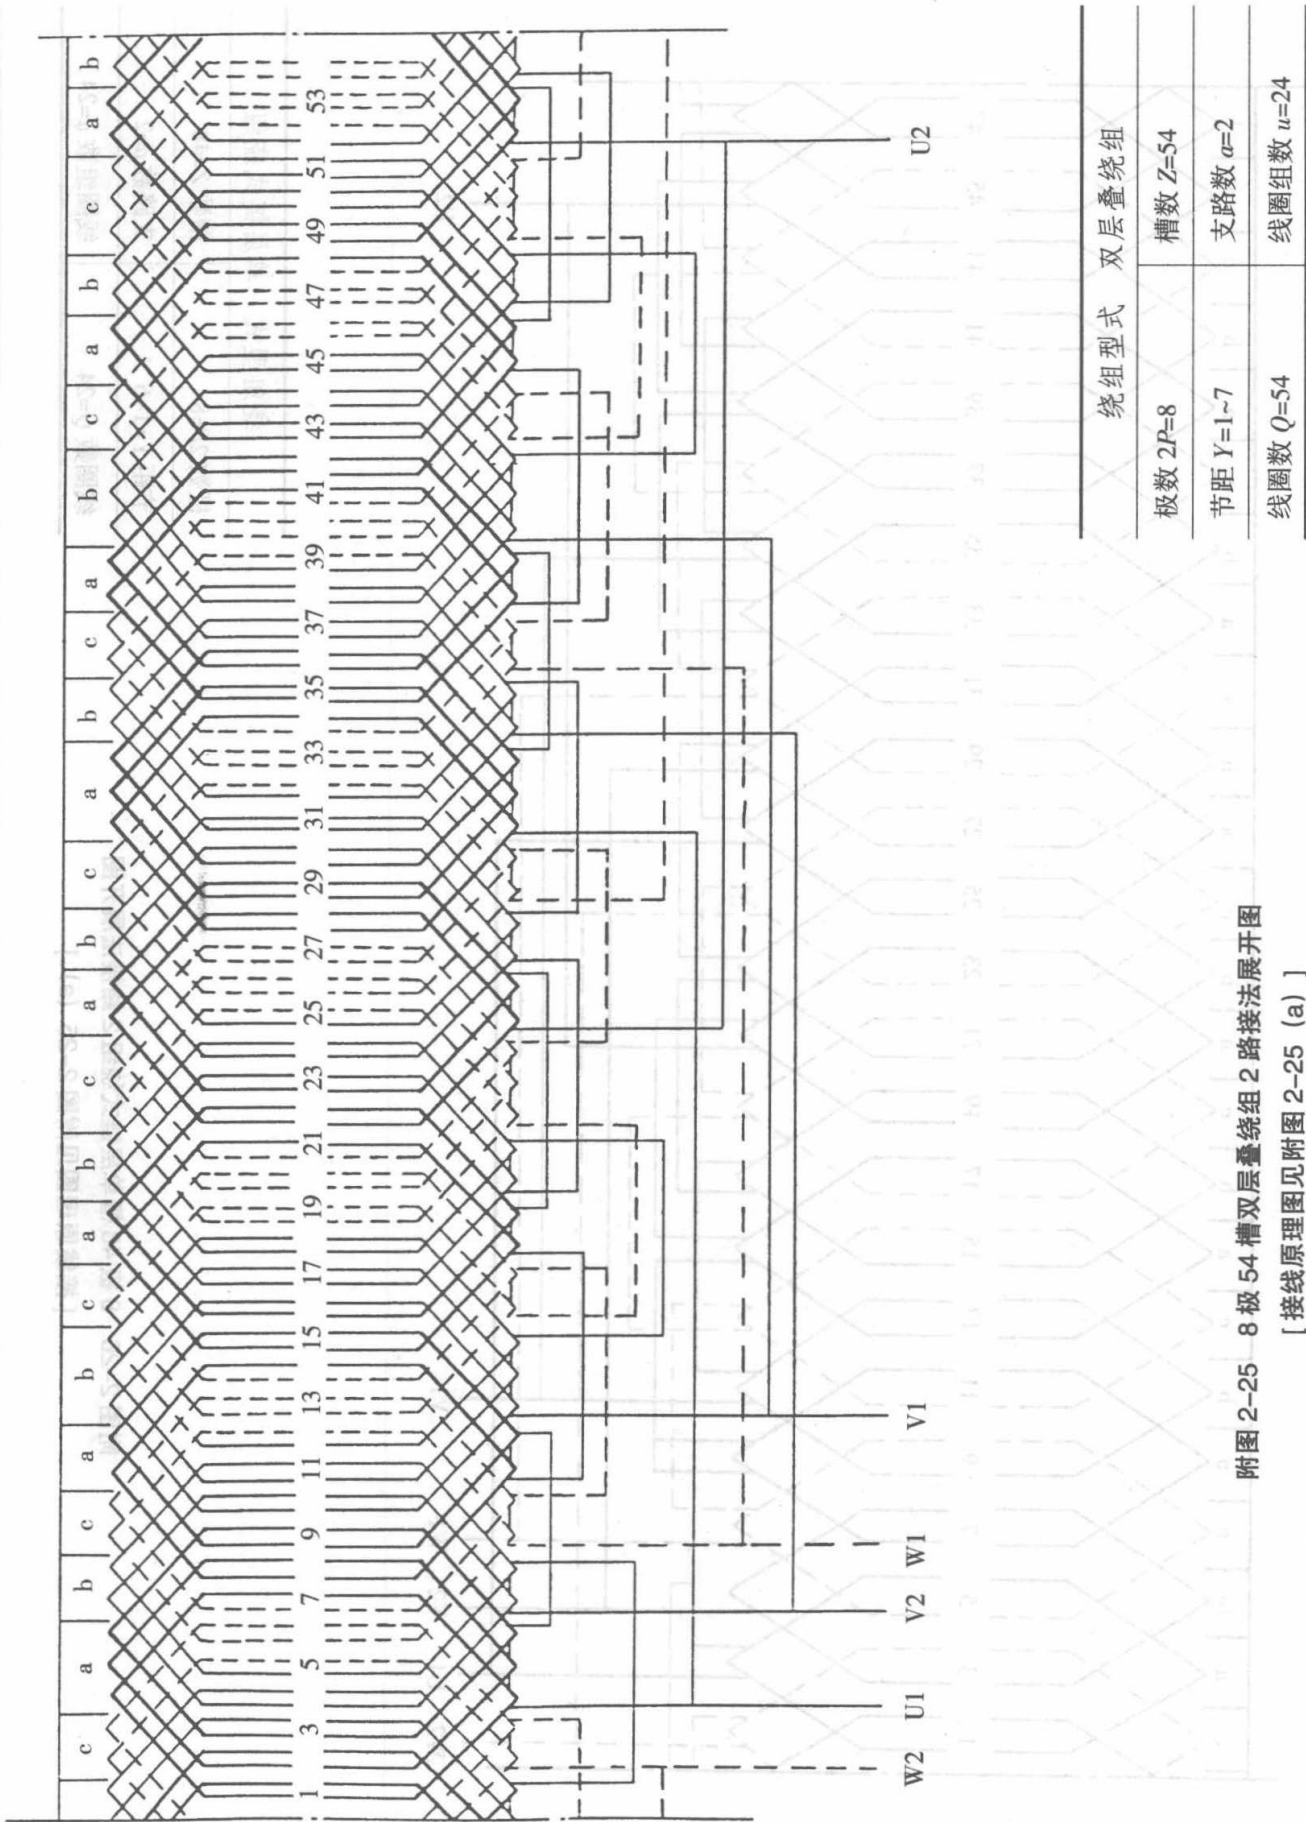 c a b c a b c a b c a b c a b c a b c a b c a b
1 3 5 7 9 11 13 15 17 19 21 23 25 27 29 31 33 35 37 39 41 43 45 47 49 51 53
W2 U1 V2 W1 V1 U2
绕组型式 双层叠绕组
极数 2P=8 槽数 Z=54
节距 Y=1~7 支路数 a=2
线圈数 Q=54 线圈组数 u=24
附图 2-25 8 极 54 槽双层叠绕组 2 路接法展开图
[ 接线原理图见附图 2-25 (a) ]